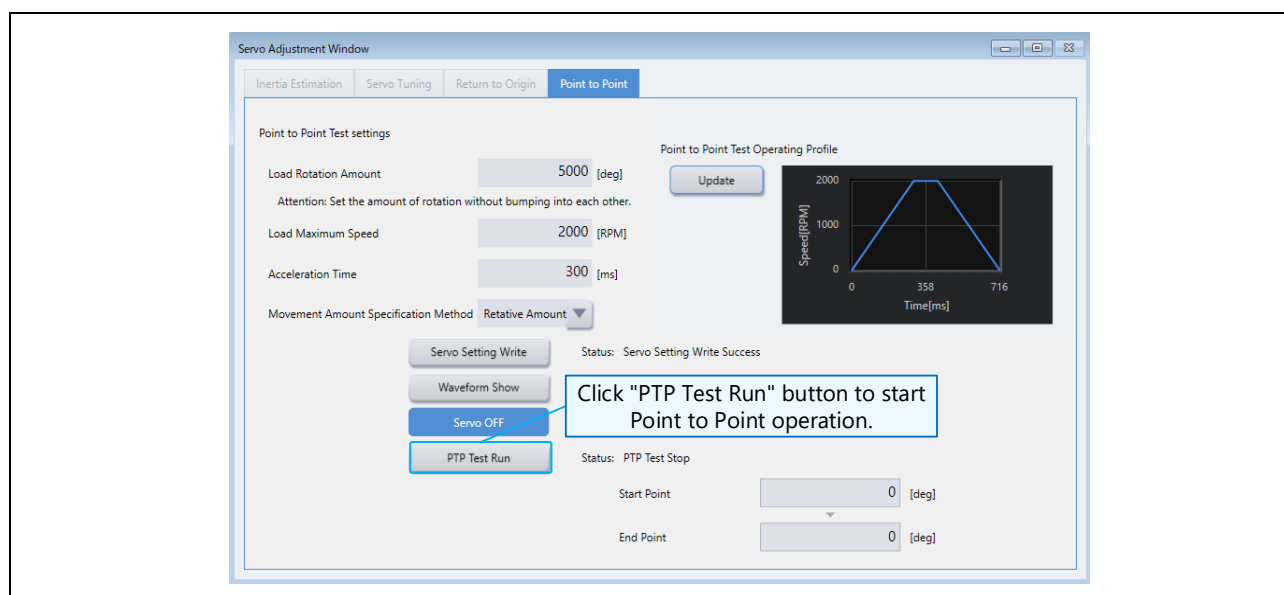 Servo Adjustment Window
Inertia Estimation Servo Tuning Return to Origin Point to Point
Point to Point Test settings
Load Rotation Amount 5000 [deg]
Attention: Set the amount of rotation without bumping into each other.
Load Maximum Speed 2000 [RPM]
Acceleration Time 300 [ms]
Movement Amount Specification Method Retative Amount
Point to Point Test Operating Profile
Update
2000
1000
0
Speed[RPM]
0 358 716
Time[ms]
Servo Setting Write Status: Servo Setting Write Success
Waveform Show
Click "PTP Test Run" button to start
Point to Point operation.
Servo OFF
PTP Test Run Status: PTP Test Stop
Start Point 0 [deg]
End Point 0 [deg]